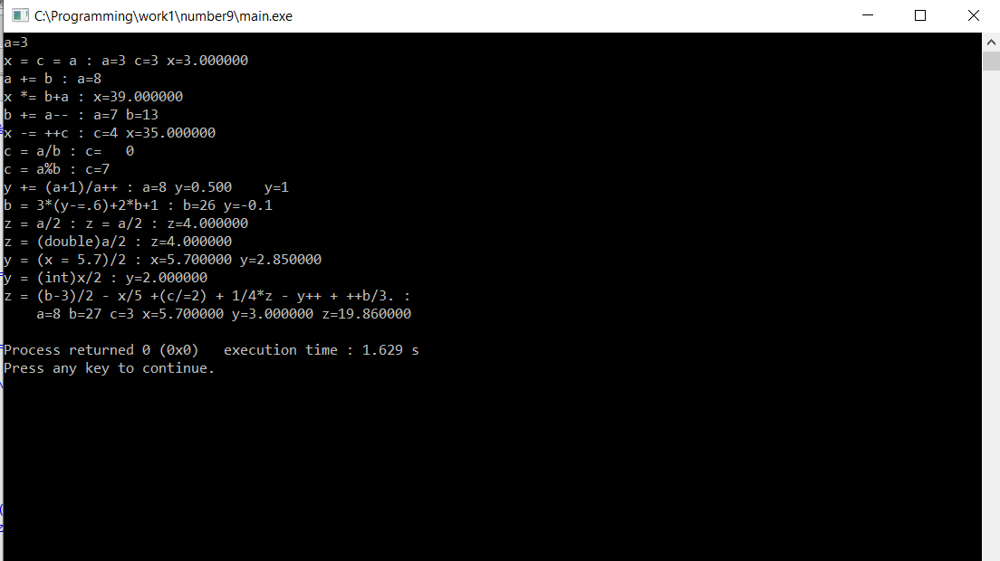 C:\Programming\work1\number9\main.exe
a=3
x = c = a : a=3 c=3 x=3.000000
a += b : a=8
x *= b+a : x=39.000000
b += a-- : a=7 b=13
x -= ++c : c=4 x=35.000000
c = a/b : c=   0
c = a%b : c=7
y += (a+1)/a++ : a=8 y=0.500    y=1
b = 3*(y-=.6)+2*b+1 : b=26 y=-0.1
z = a/2 : z = a/2 : z=4.000000
z = (double)a/2 : z=4.000000
y = (x = 5.7)/2 : x=5.700000 y=2.850000
y = (int)x/2 : y=2.000000
z = (b-3)/2 - x/5 +(c/=2) + 1/4*z - y++ + ++b/3. :
    a=8 b=27 c=3 x=5.700000 y=3.000000 z=19.860000
Process returned 0 (0x0)   execution time : 1.629 s
Press any key to continue.